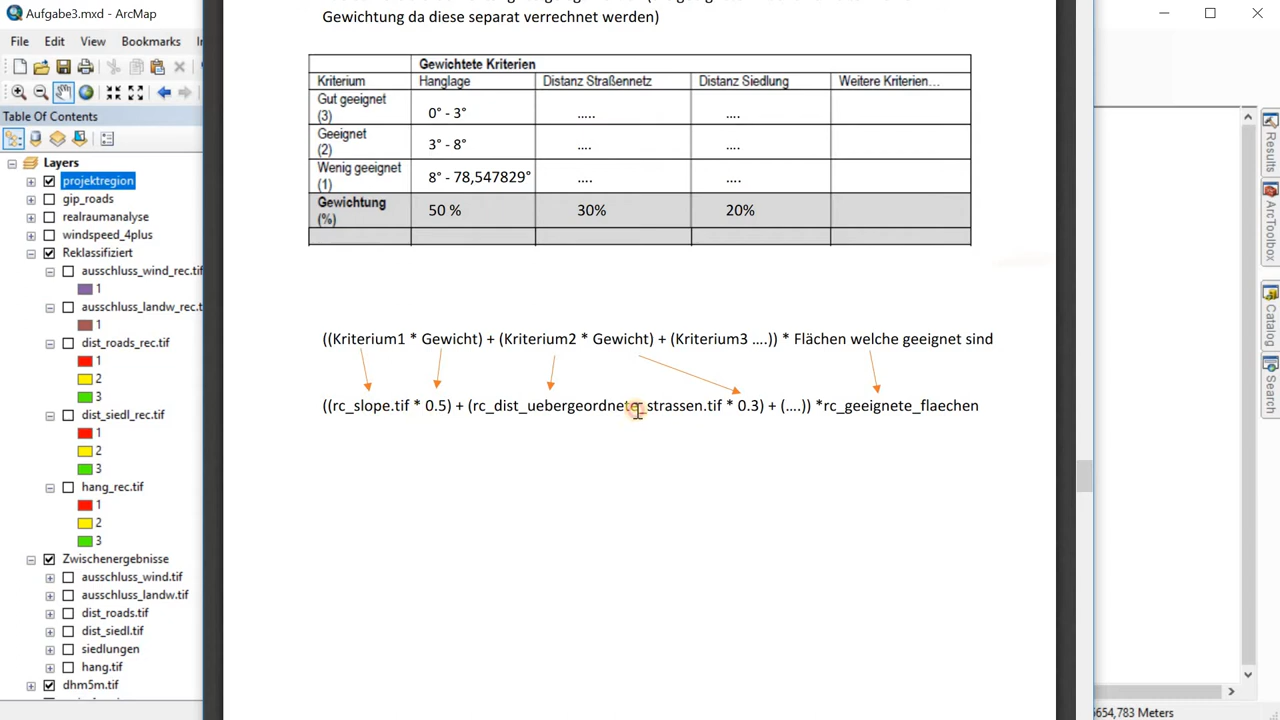 Aufgabe3.mxd - ArcMap
File Edit View Bookmarks
Table Of Contents
Layers
projektregion
gip_roads
realraumanalyse
windspeed_4plus
Reklassifiziert
ausschluss_wind_rec.tif
1
ausschluss_landw_rec.t
1
dist_roads_rec.tif
1
2
3
dist_siedl_rec.tif
1
2
3
hang_rec.tif
1
2
3
Zwischenergebnisse
ausschluss_wind.tif
ausschluss_landw.tif
dist_roads.tif
dist_siedl.tif
siedlungen
hang.tif
dhm5m.tif
Gewichtung da diese separat verrechnet werden)
Gewichtete Kriterien
Kriterium Hanglage Distanz Straßennetz Distanz Siedlung Weitere Kriterien...
Gut geeignet (3) 0° - 3° ..... ....
Geeignet (2) 3° - 8° .... ....
Wenig geeignet (1) 8° - 78,547829° .... ....
Gewichtung (%) 50 % 30% 20%
((Kriterium1 * Gewicht) + (Kriterium2 * Gewicht) + (Kriterium3 ....)) * Flächen welche geeignet sind
((rc_slope.tif * 0.5) + (rc_dist_uebergeordnete_strassen.tif * 0.3) + (....)) *rc_geeignete_flaechen
Results
ArcToolbox
Catalog
Search
6654,783 Meters